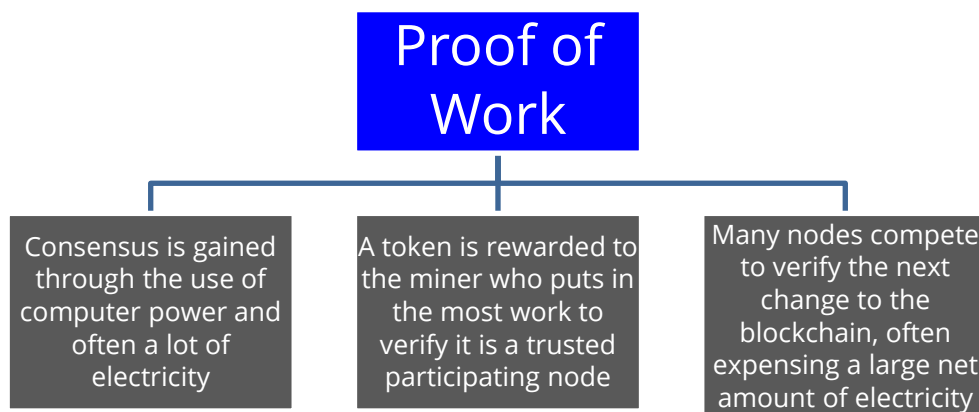 Proof of
Work
Consensus is gained
through the use of
computer power and
often a lot of
electricity
A token is rewarded to
the miner who puts in
the most work to
verify it is a trusted
participating node
Many nodes compete
to verify the next
change to the
blockchain, often
expensing a large net
amount of electricity